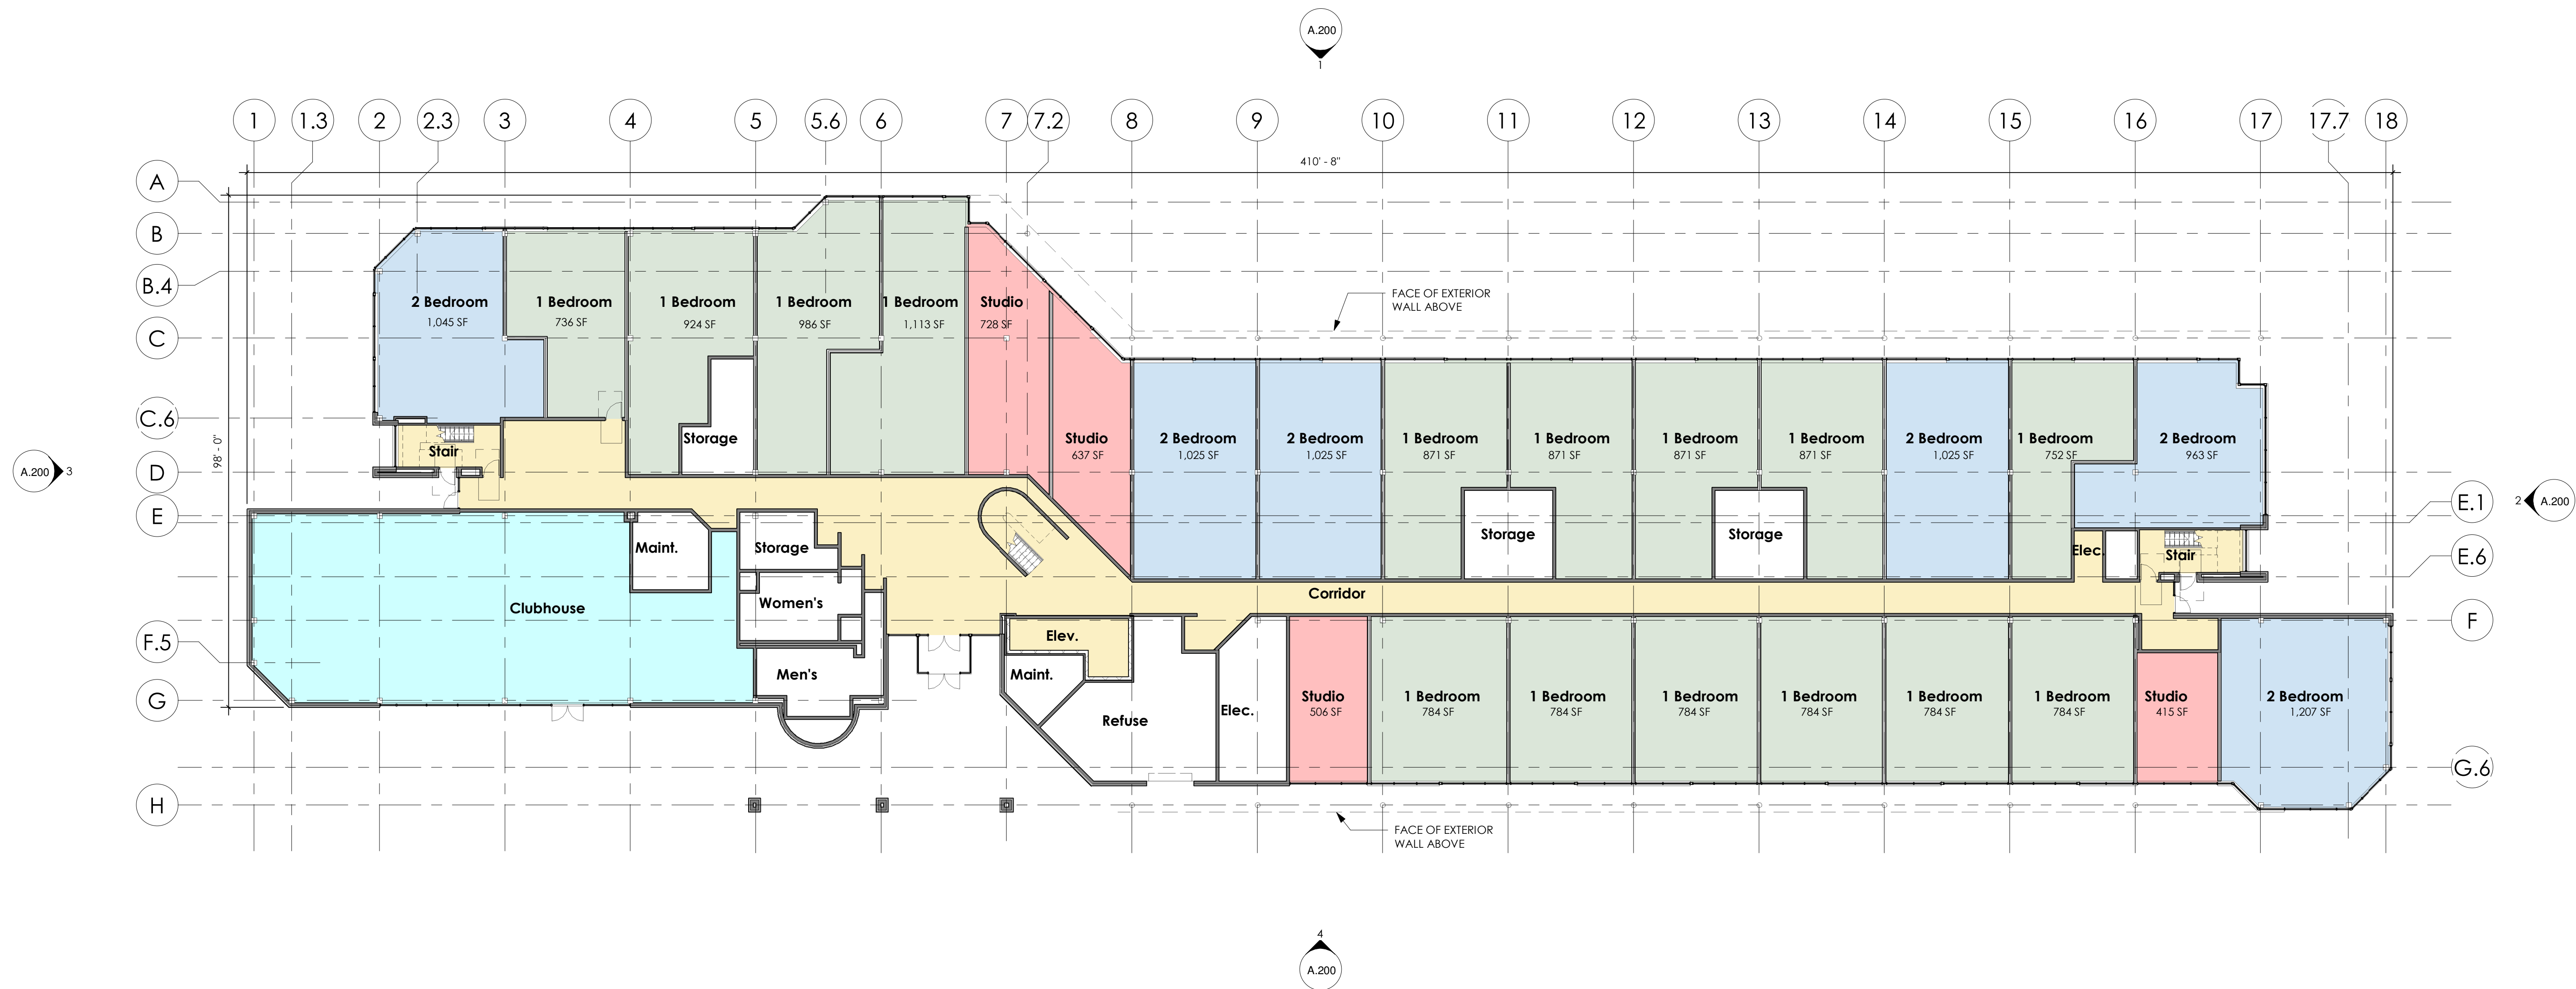 A.200
1
1
1.3
2
2.3
3
4
5
5.6
6
7
7.2
8
9
10
11
12
13
14
15
16
17
17.7
18
410' - 8"
A
B
B.4
C
C.6
D
E
F.5
G
H
98' - 0"
A.200
3
E.1
2
A.200
E.6
F
G.6
FACE OF EXTERIOR
WALL ABOVE
2 Bedroom
1,045 SF
1 Bedroom
736 SF
1 Bedroom
924 SF
1 Bedroom
986 SF
1 Bedroom
1,113 SF
Studio
728 SF
Storage
Stair
Studio
637 SF
2 Bedroom
1,025 SF
2 Bedroom
1,025 SF
1 Bedroom
871 SF
1 Bedroom
871 SF
1 Bedroom
871 SF
1 Bedroom
871 SF
2 Bedroom
1,025 SF
1 Bedroom
752 SF
2 Bedroom
963 SF
Storage
Storage
Elec.
Stair
Maint.
Storage
Women's
Clubhouse
Men's
Corridor
Elev.
Maint.
Refuse
Elec.
Studio
506 SF
1 Bedroom
784 SF
1 Bedroom
784 SF
1 Bedroom
784 SF
1 Bedroom
784 SF
1 Bedroom
784 SF
1 Bedroom
784 SF
Studio
415 SF
2 Bedroom
1,207 SF
FACE OF EXTERIOR
WALL ABOVE
4
A.200